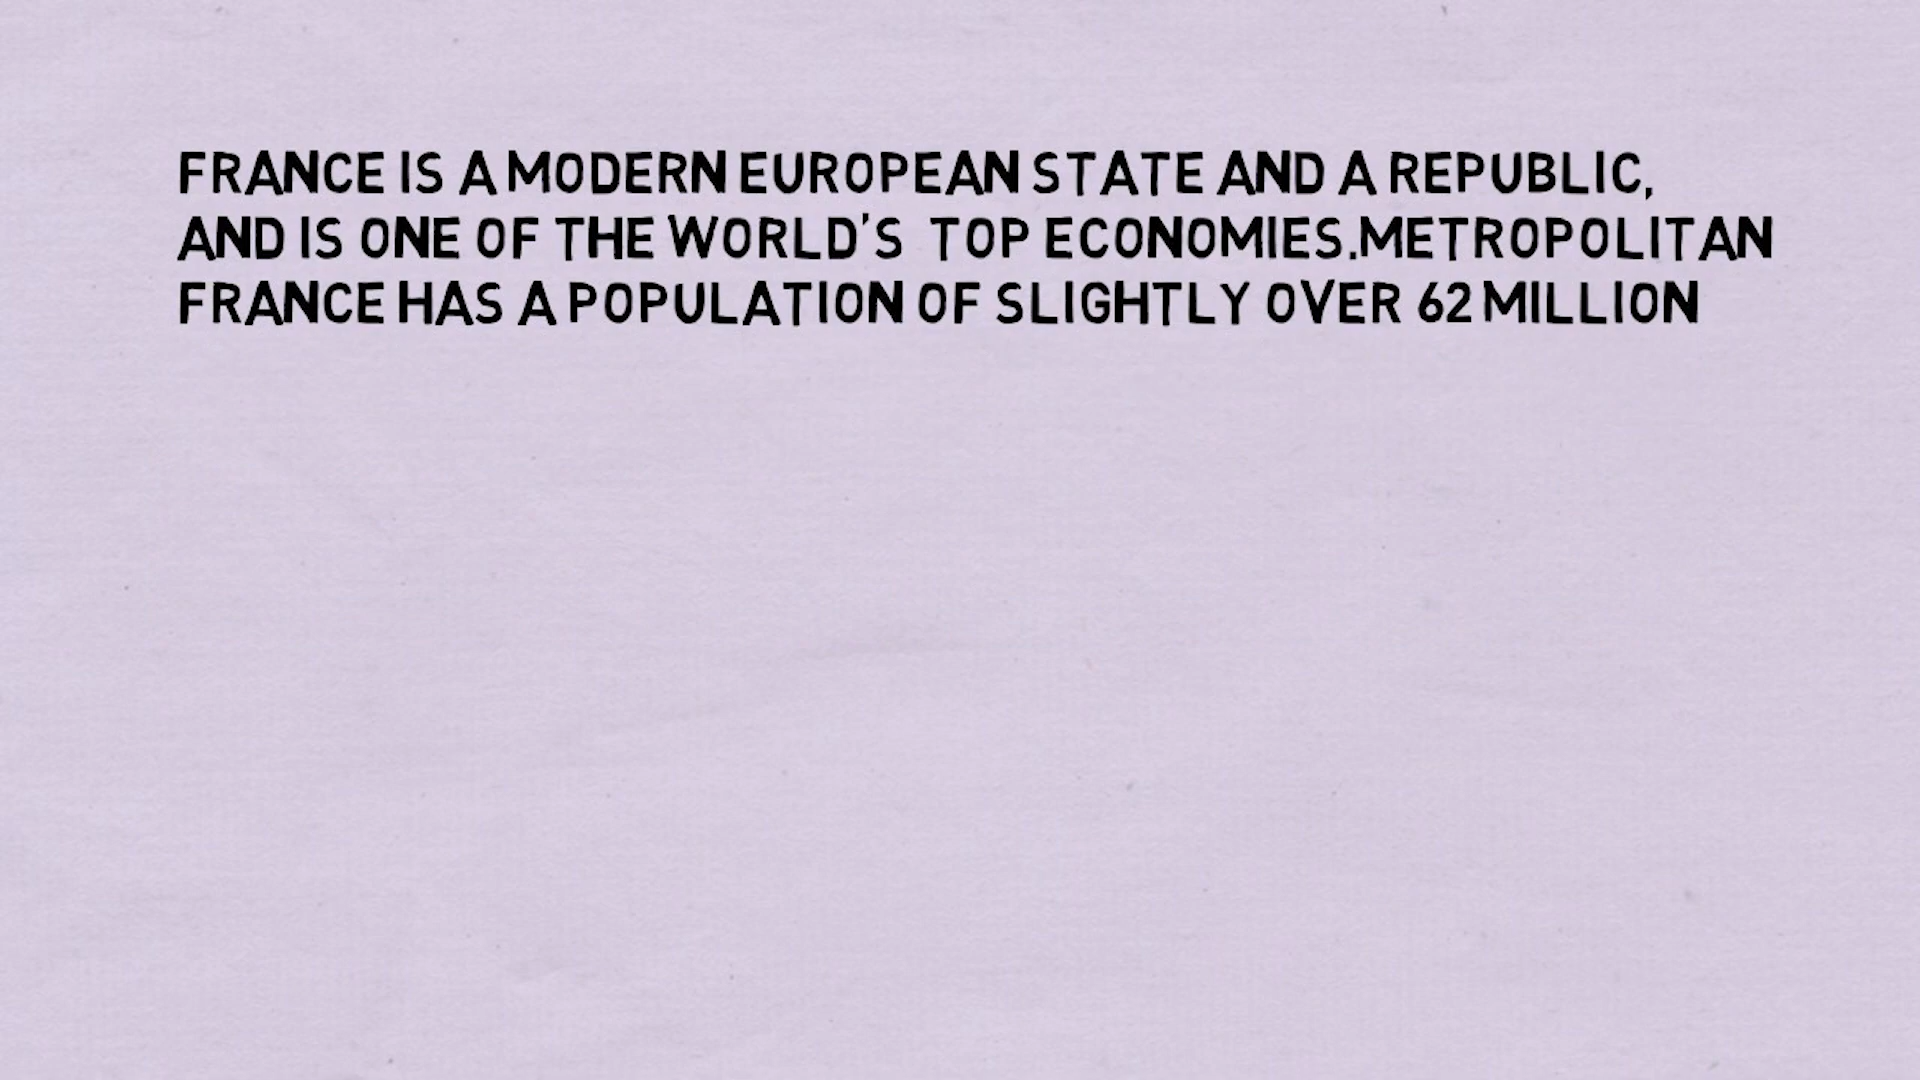 FRANCE IS A MODERN EUROPEAN STATE AND A REPUBLIC,
AND IS ONE OF THE WORLD'S TOP ECONOMIES.METROPOLITAN
FRANCE HAS A POPULATION OF SLIGHTLY OVER 62 MILLION